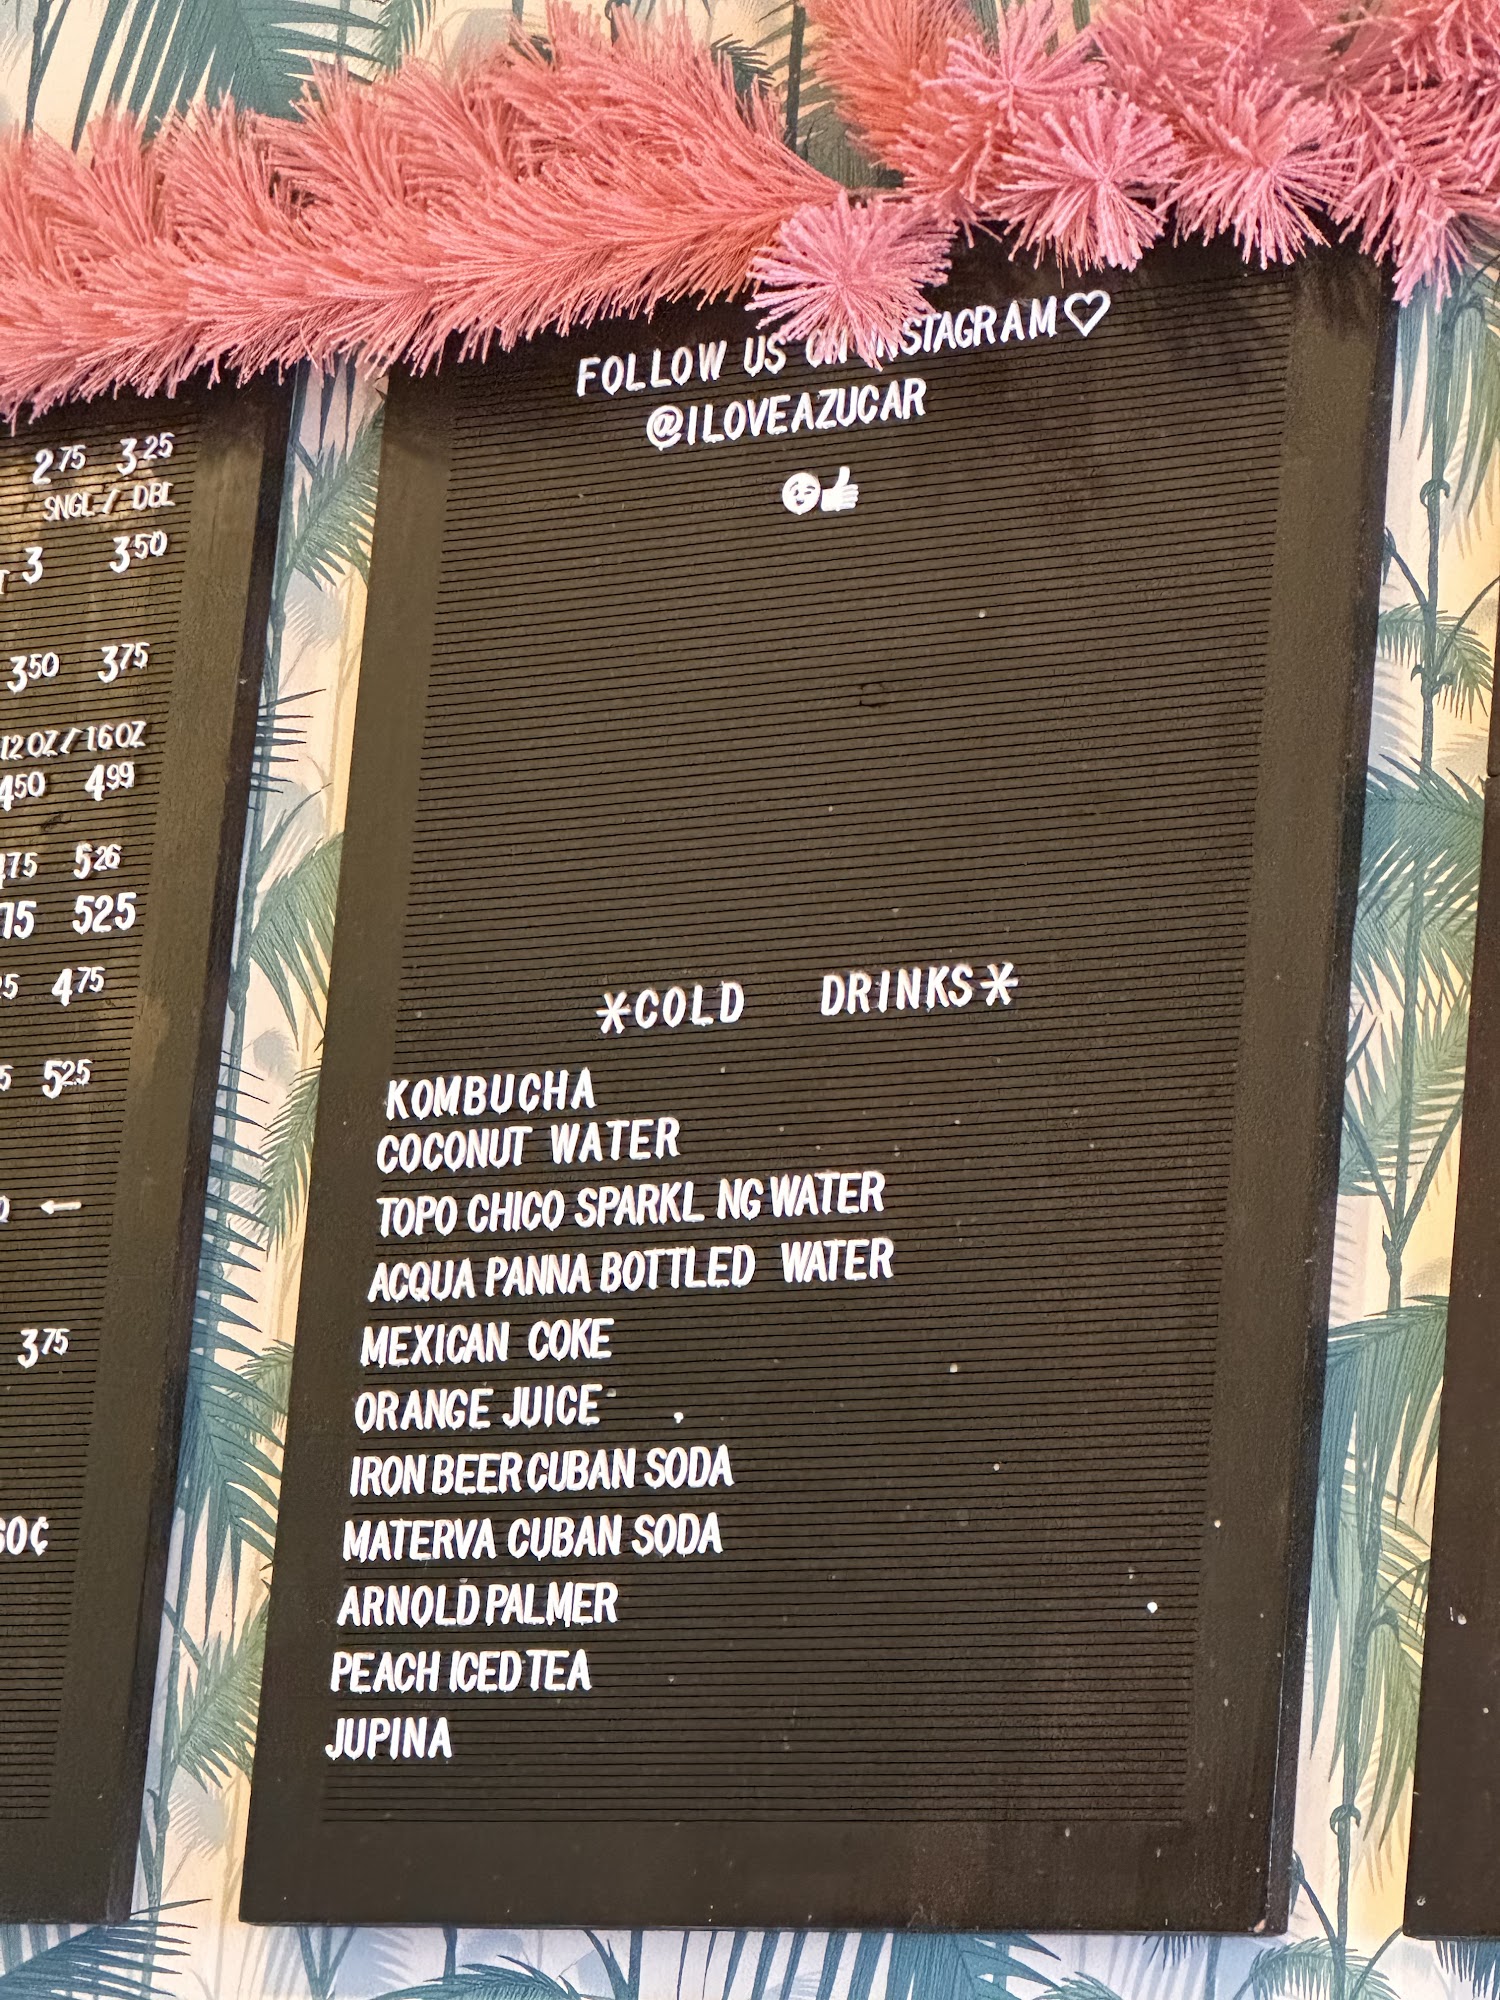 2.75 3.25
SNGL / DBL
3 3.50
3.50 3.75
12OZ/16OZ
4.99
5.26
525
4.75
5.25
←
3.75
FOLLOW US ON INSTAGRAM♡
@ILOVEAZUCAR
👍
*COLD DRINKS*
KOMBUCHA
COCONUT WATER
TOPO CHICO SPARKL NG WATER
ACQUA PANNA BOTTLED WATER
MEXICAN COKE
ORANGE JUICE
IRON BEER CUBAN SODA
MATERVA CUBAN SODA
ARNOLD PALMER
PEACH ICED TEA
JUPINA